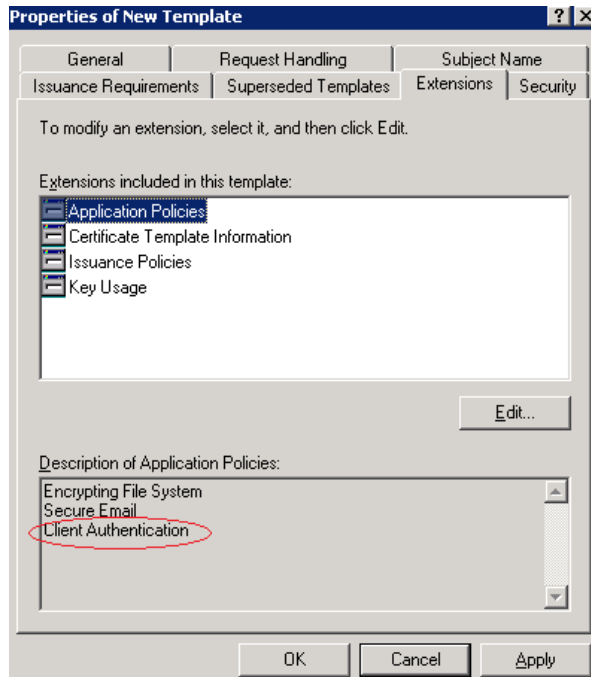 Properties of New Template
General Request Handling Subject Name
Issuance Requirements Superseded Templates Extensions Security
To modify an extension, select it, and then click Edit.
Extensions included in this template:
Application Policies
Certificate Template Information
Issuance Policies
Key Usage
Edit...
Description of Application Policies:
Encrypting File System
Secure Email
Client Authentication
OK Cancel Apply